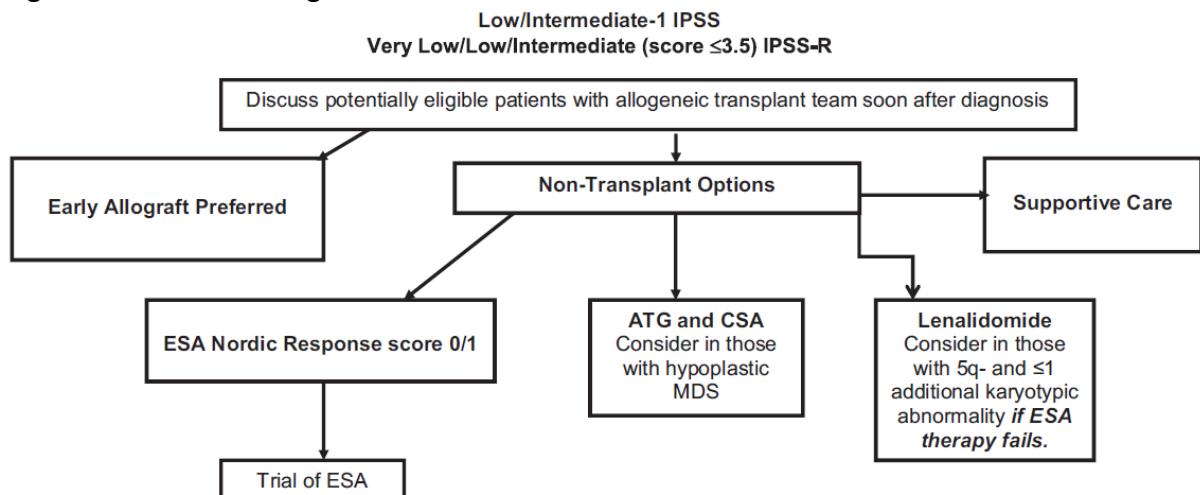 Low/Intermediate-1 IPSS
Very Low/Low/Intermediate (score ≤3.5) IPSS-R
Discuss potentially eligible patients with allogeneic transplant team soon after diagnosis
Early Allograft Preferred
Non-Transplant Options
Supportive Care
ESA Nordic Response score 0/1
ATG and CSA
Consider in those
with hypoplastic
MDS
Lenalidomide
Consider in those
with 5q- and ≤1
additional karyotypic
abnormality if ESA
therapy fails.
Trial of ESA